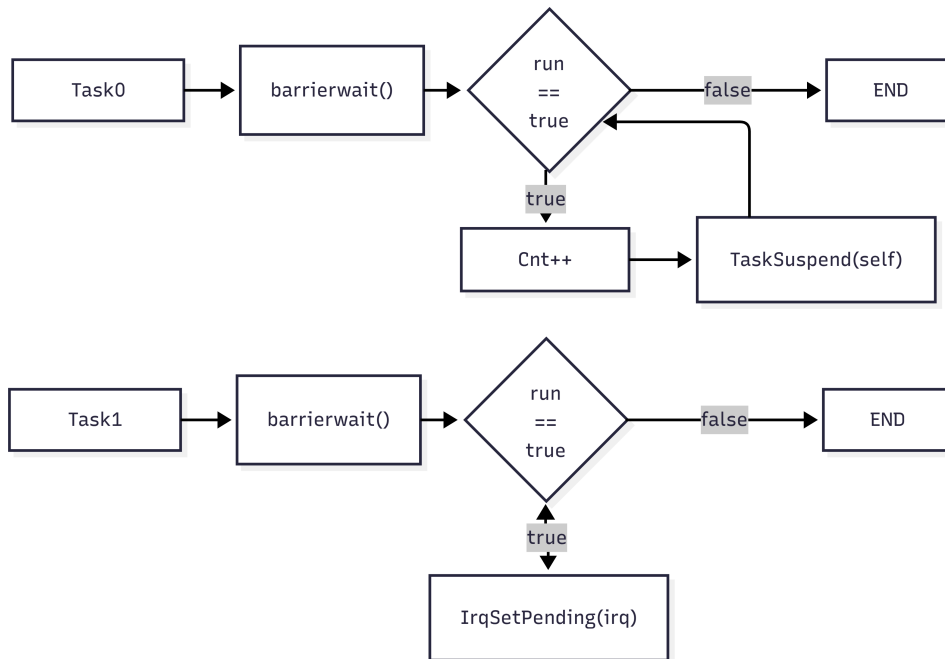 Task0
barrierwait()
run
==
true
false
END
true
Cnt++
TaskSuspend(self)
Task1
barrierwait()
run
==
true
false
END
true
IrqSetPending(irq)